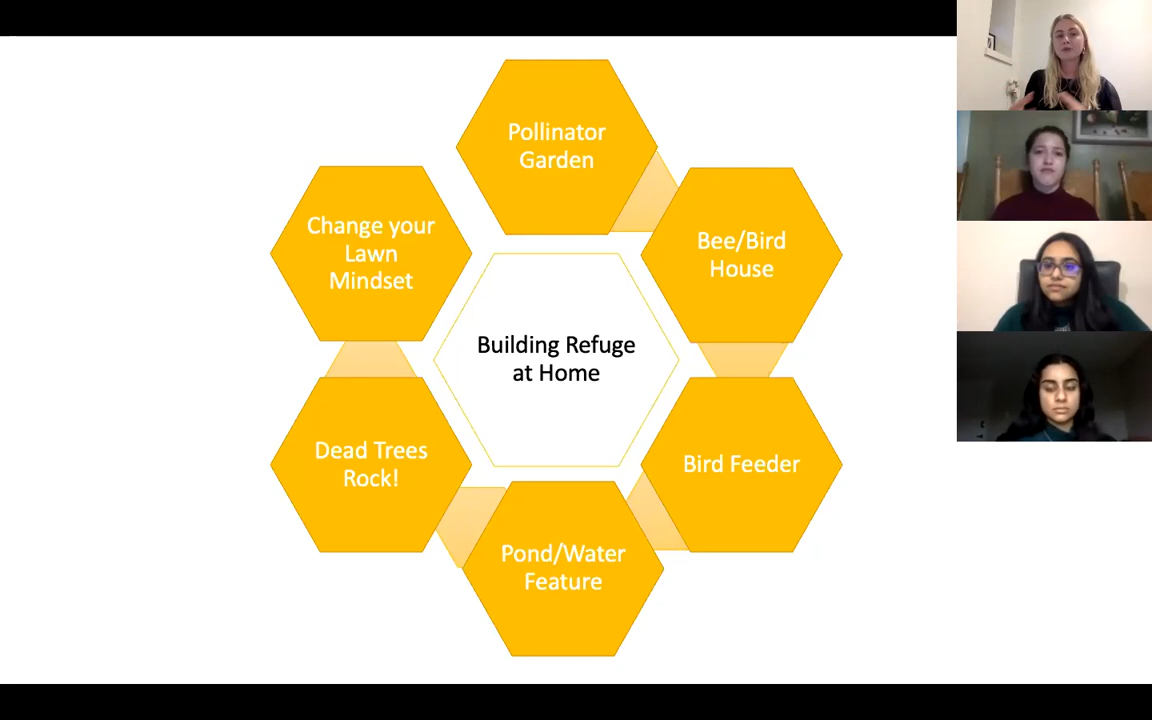 Pollinator
Garden
Bee/Bird
House
Bird Feeder
Pond/Water
Feature
Dead Trees
Rock!
Change your
Lawn
Mindset
Building Refuge
at Home